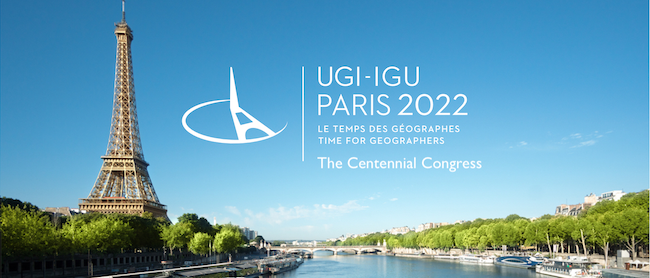 UGI-IGU
PARIS 2022
LE TEMPS DES GÉOGRAPHES
TIME FOR GEOGRAPHERS
The Centennial Congress